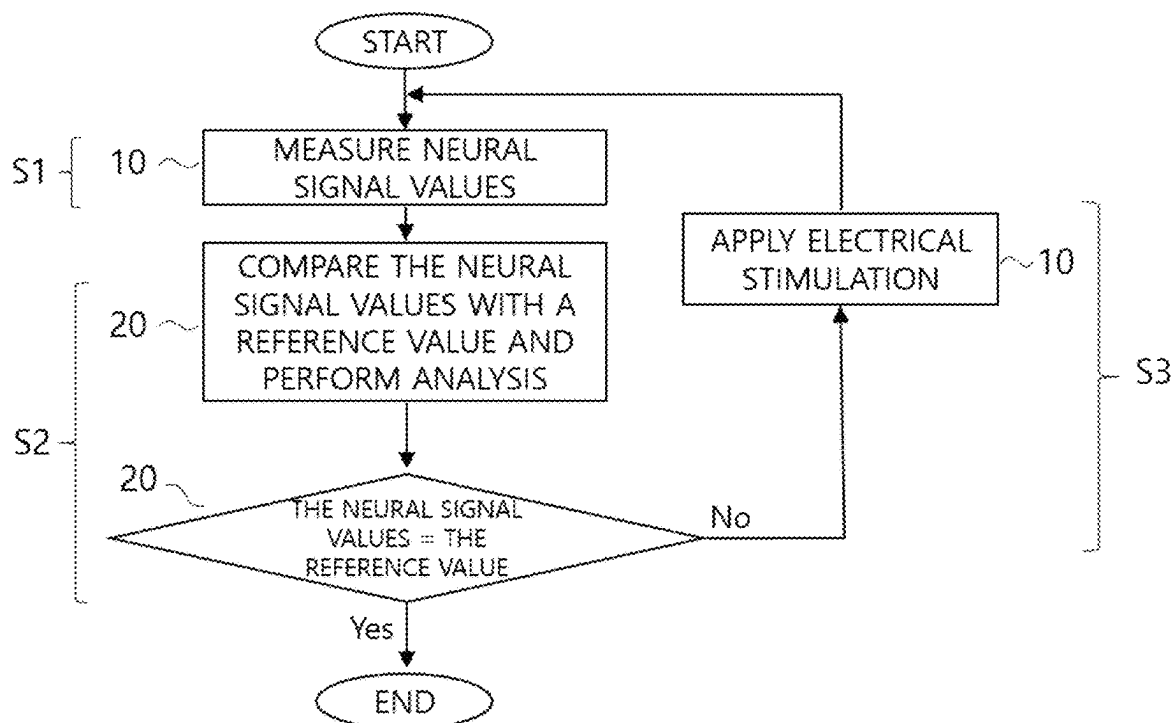 START
S1
10
MEASURE NEURAL
SIGNAL VALUES
S2
20
COMPARE THE NEURAL
SIGNAL VALUES WITH A
REFERENCE VALUE AND
PERFORM ANALYSIS
20
THE NEURAL SIGNAL
VALUES = THE
REFERENCE VALUE
No
Yes
END
APPLY ELECTRICAL
STIMULATION
10
S3